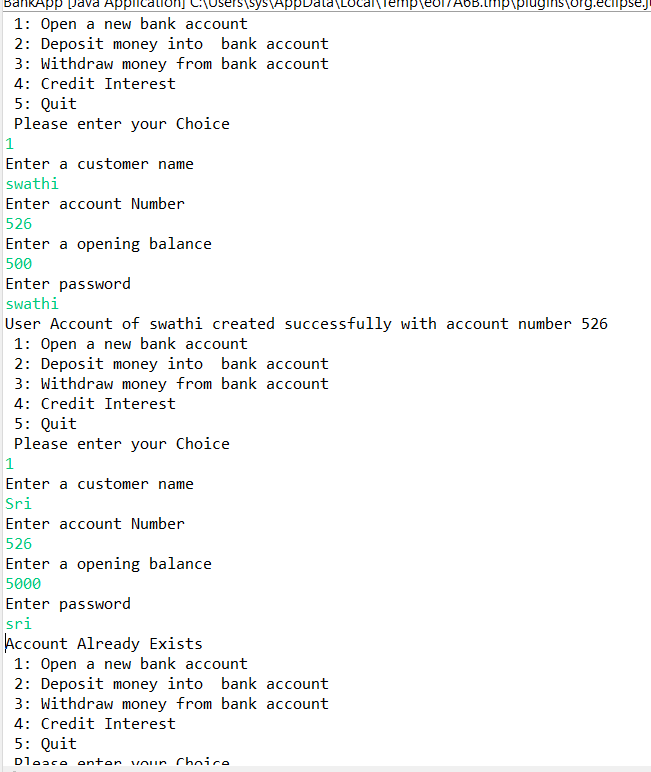 BankApp [Java Application] C:\Users\sys\AppData\Local\Temp\eof7A6B.tmp\plugins\org.eclipse.ju
1: Open a new bank account
2: Deposit money into  bank account
3: Withdraw money from bank account
4: Credit Interest
5: Quit
Please enter your Choice
1
Enter a customer name
swathi
Enter account Number
526
Enter a opening balance
500
Enter password
swathi
User Account of swathi created successfully with account number 526
1: Open a new bank account
2: Deposit money into  bank account
3: Withdraw money from bank account
4: Credit Interest
5: Quit
Please enter your Choice
1
Enter a customer name
Sri
Enter account Number
526
Enter a opening balance
5000
Enter password
sri
Account Already Exists
1: Open a new bank account
2: Deposit money into  bank account
3: Withdraw money from bank account
4: Credit Interest
5: Quit
Please enter your Choice